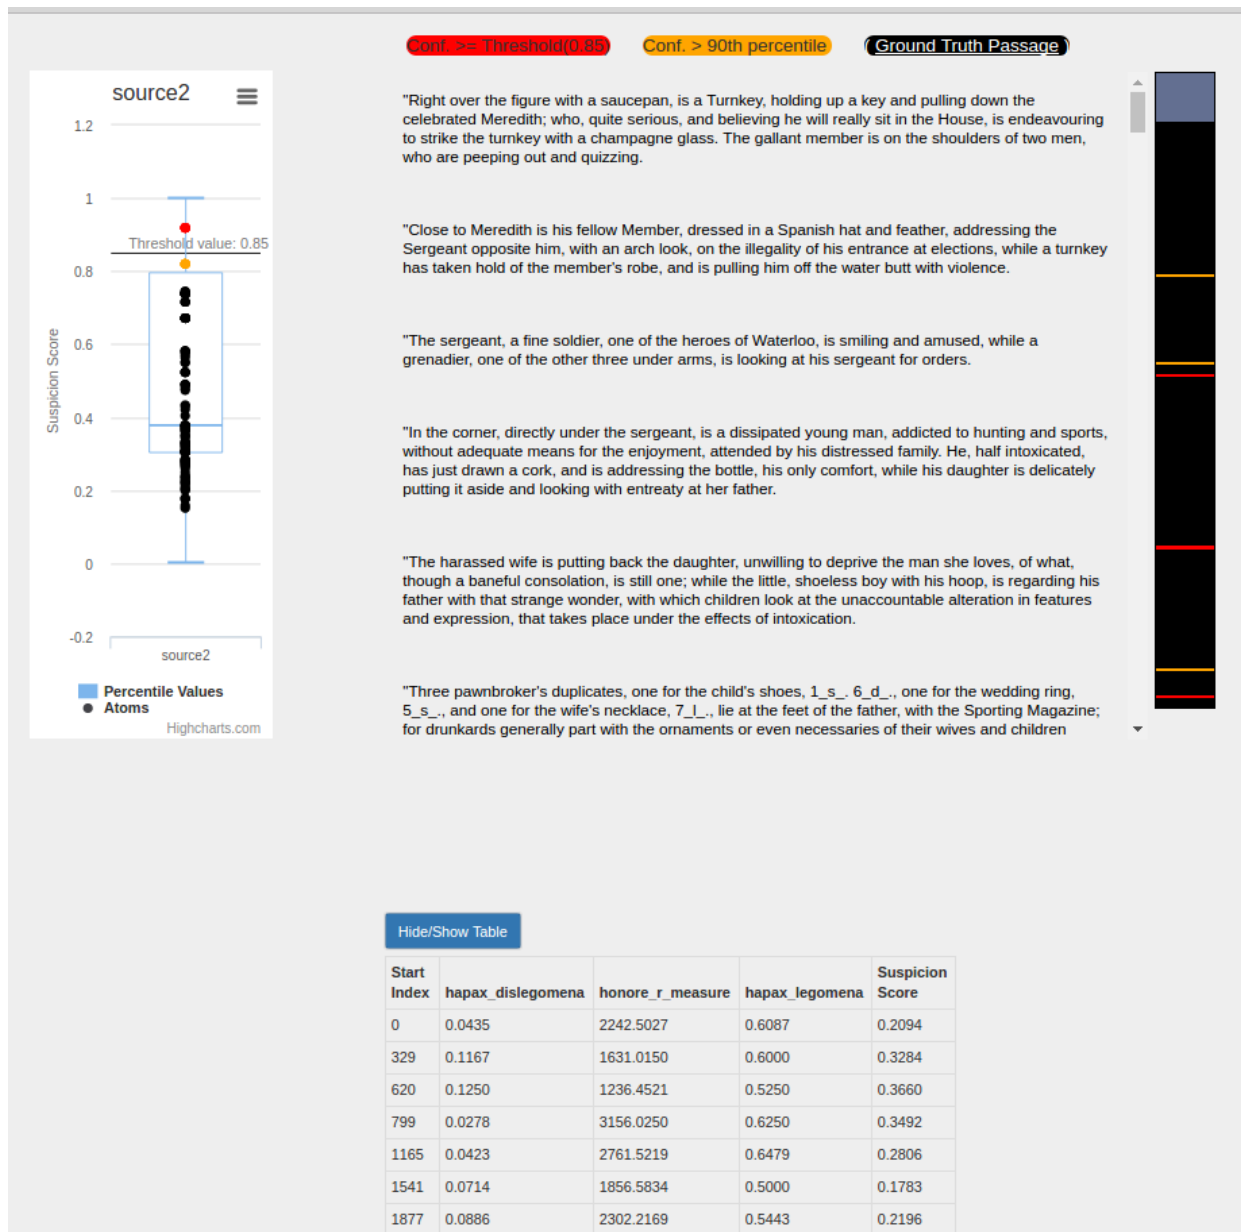 Conf. >= Threshold(0.85)
Conf. > 90th percentile
( Ground Truth Passage )
source2
1.2
1
Threshold value: 0.85
0.8
0.6
0.4
0.2
0
-0.2
Suspicion Score
source2
Percentile Values
Atoms
Highcharts.com
"Right over the figure with a saucepan, is a Turnkey, holding up a key and pulling down the
celebrated Meredith; who, quite serious, and believing he will really sit in the House, is endeavouring
to strike the turnkey with a champagne glass. The gallant member is on the shoulders of two men,
who are peeping out and quizzing.
"Close to Meredith is his fellow Member, dressed in a Spanish hat and feather, addressing the
Sergeant opposite him, with an arch look, on the illegality of his entrance at elections, while a turnkey
has taken hold of the member's robe, and is pulling him off the water butt with violence.
"The sergeant, a fine soldier, one of the heroes of Waterloo, is smiling and amused, while a
grenadier, one of the other three under arms, is looking at his sergeant for orders.
"In the corner, directly under the sergeant, is a dissipated young man, addicted to hunting and sports,
without adequate means for the enjoyment, attended by his distressed family. He, half intoxicated,
has just drawn a cork, and is addressing the bottle, his only comfort, while his daughter is delicately
putting it aside and looking with entreaty at her father.
"The harassed wife is putting back the daughter, unwilling to deprive the man she loves, of what,
though a baneful consolation, is still one; while the little, shoeless boy with his hoop, is regarding his
father with that strange wonder, with which children look at the unaccountable alteration in features
and expression, that takes place under the effects of intoxication.
"Three pawnbroker's duplicates, one for the child's shoes, 1_s_. 6_d_., one for the wedding ring,
5_s_., and one for the wife's necklace, 7_l_., lie at the feet of the father, with the Sporting Magazine;
for drunkards generally part with the ornaments or even necessaries of their wives and children
Hide/Show Table
Start Index hapax_dislegomena honore_r_measure hapax_legomena Suspicion Score
0 0.0435 2242.5027 0.6087 0.2094
329 0.1167 1631.0150 0.6000 0.3284
620 0.1250 1236.4521 0.5250 0.3660
799 0.0278 3156.0250 0.6250 0.3492
1165 0.0423 2761.5219 0.6479 0.2806
1541 0.0714 1856.5834 0.5000 0.1783
1877 0.0886 2302.2169 0.5443 0.2196